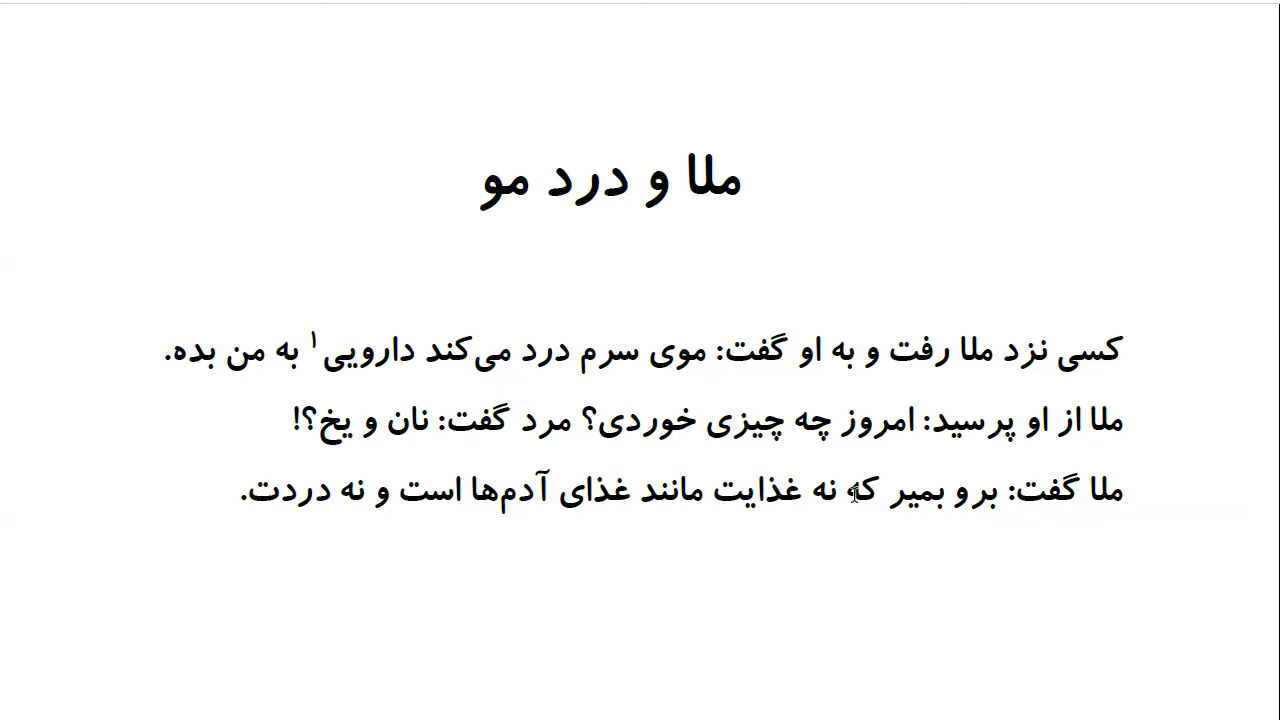 ملا و درد مو
کسی نزد ملا رفت و به او گفت: موی سرم درد می‌کند دارویی۱ به من بده.
ملا از او پرسید: امروز چه چیزی خوردی؟ مرد گفت: نان و یخ؟!
ملا گفت: برو بمیر که نه غذایت مانند غذای آدم‌ها است و نه دردت.